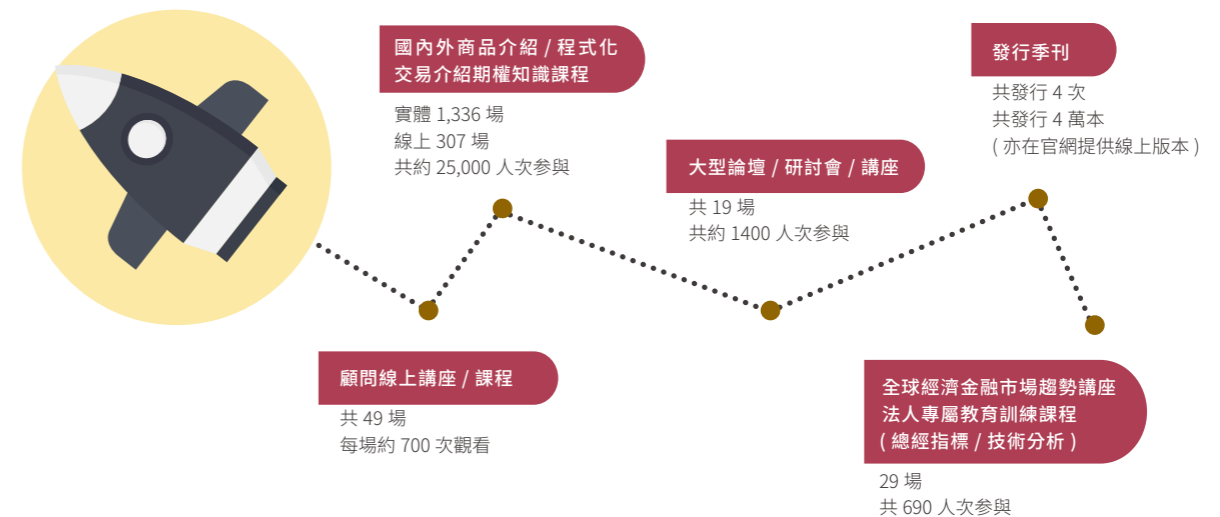 國內外商品介紹 / 程式化
交易介紹期權知識課程
實體 1,336 場
線上 307 場
共約 25,000 人次參與
顧問線上講座 / 課程
共 49 場
每場約 700 次觀看
大型論壇 / 研討會 / 講座
共 19 場
共約 1400 人次參與
發行季刊
共發行 4 次
共發行 4 萬本
( 亦在官網提供線上版本 )
全球經濟金融市場趨勢講座
法人專屬教育訓練課程
( 總經指標 / 技術分析 )
29 場
共 690 人次參與